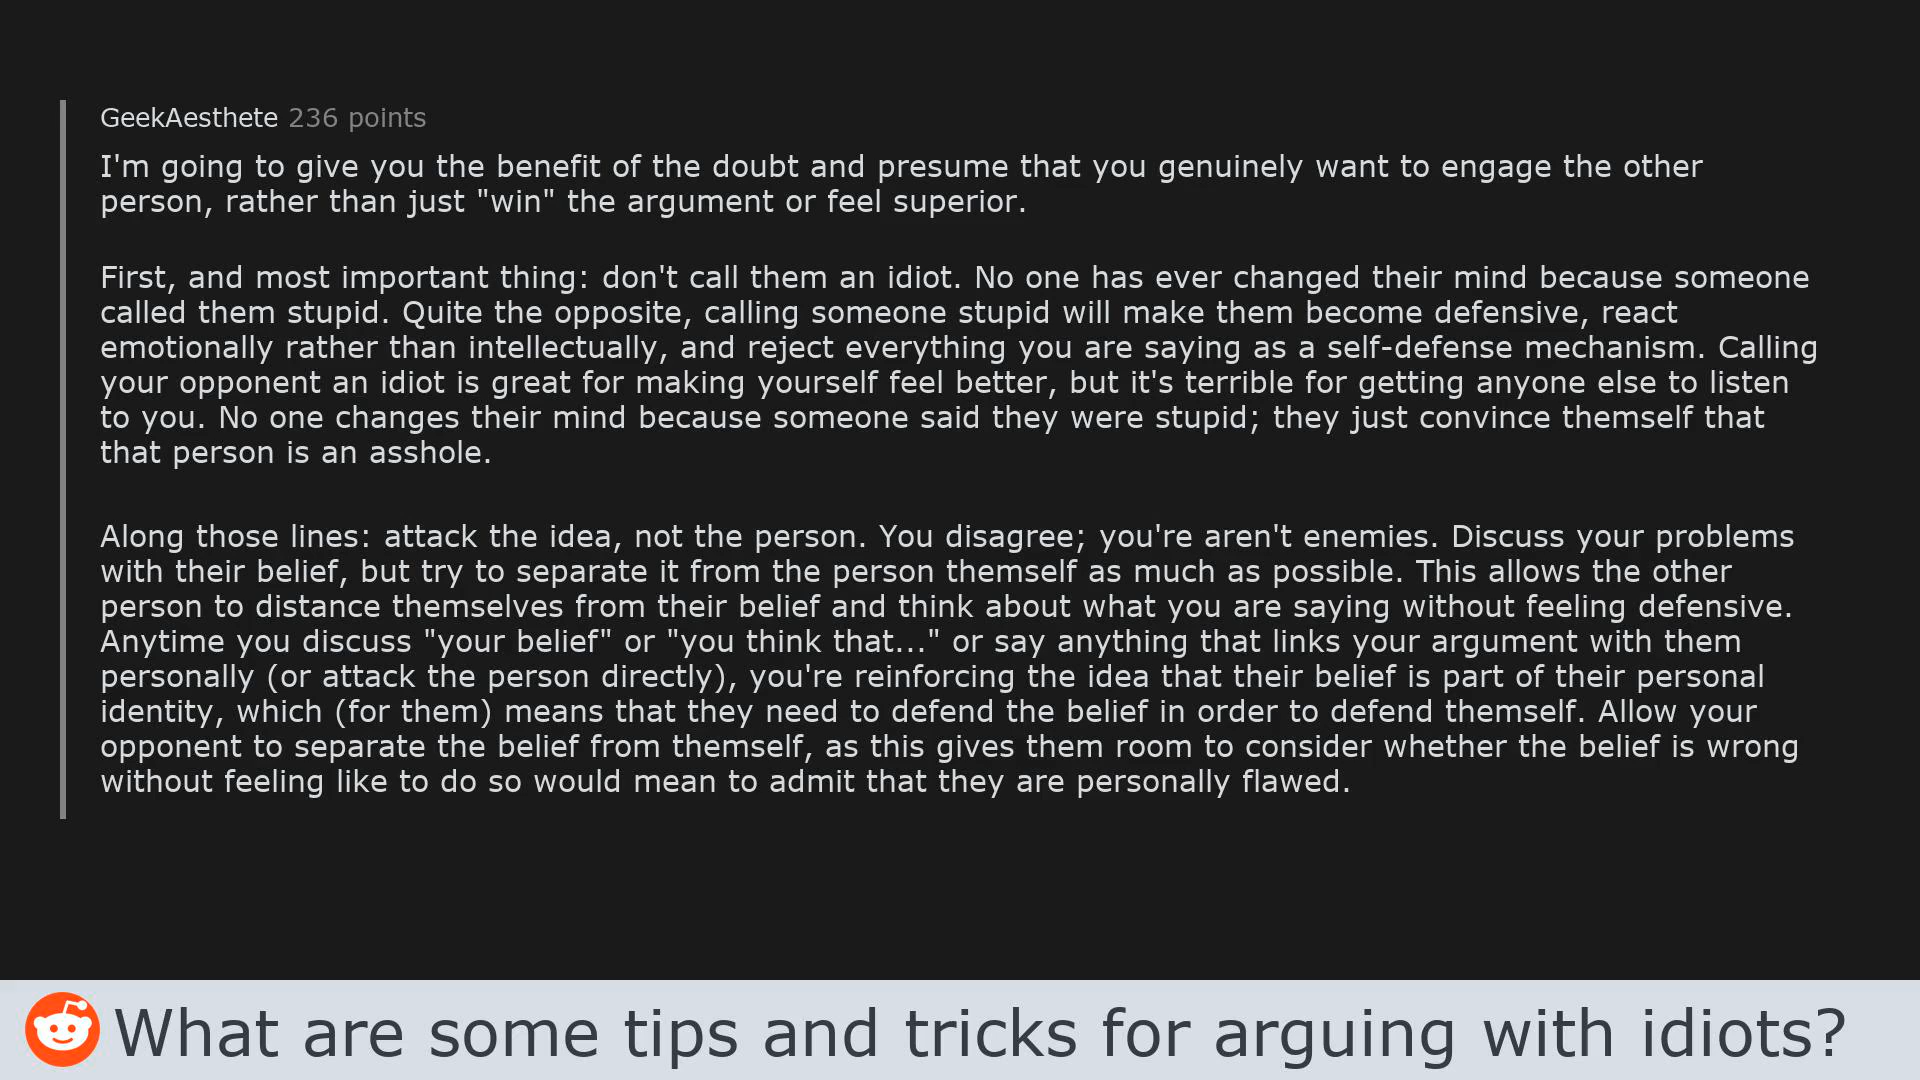 GeekAesthete 236 points
I'm going to give you the benefit of the doubt and presume that you genuinely want to engage the other
person, rather than just "win" the argument or feel superior.
First, and most important thing: don't call them an idiot. No one has ever changed their mind because someone
called them stupid. Quite the opposite, calling someone stupid will make them become defensive, react
emotionally rather than intellectually, and reject everything you are saying as a self-defense mechanism. Calling
your opponent an idiot is great for making yourself feel better, but it's terrible for getting anyone else to listen
to you. No one changes their mind because someone said they were stupid; they just convince themself that
that person is an asshole.
Along those lines: attack the idea, not the person. You disagree; you're aren't enemies. Discuss your problems
with their belief, but try to separate it from the person themself as much as possible. This allows the other
person to distance themselves from their belief and think about what you are saying without feeling defensive.
Anytime you discuss "your belief" or "you think that..." or say anything that links your argument with them
personally (or attack the person directly), you're reinforcing the idea that their belief is part of their personal
identity, which (for them) means that they need to defend the belief in order to defend themself. Allow your
opponent to separate the belief from themself, as this gives them room to consider whether the belief is wrong
without feeling like to do so would mean to admit that they are personally flawed.
What are some tips and tricks for arguing with idiots?